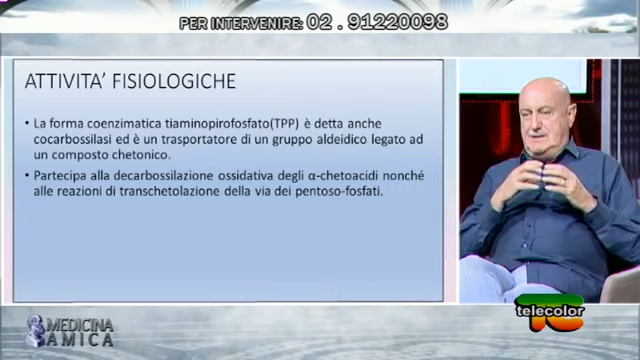 PER INTERVENIRE: 02 . 91220098
ATTIVITA’ FISIOLOGICHE
• La forma coenzimatica tiaminopirofosfato(TPP) è detta anche
cocarbossilasi ed è un trasportatore di un gruppo aldeidico legato ad
un composto chetonico.
• Partecipa alla decarbossilazione ossidativa degli α-chetoacidi nonché
alle reazioni di transchetolazione della via dei pentoso-fosfati.
telecolor
MEDICINA
AMICA